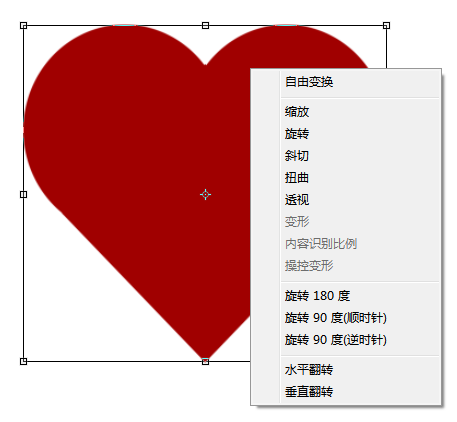 自由变换
缩放
旋转
斜切
扭曲
透视
变形
内容识别比例
操控变形
旋转 180 度
旋转 90 度(顺时针)
旋转 90 度(逆时针)
水平翻转
垂直翻转